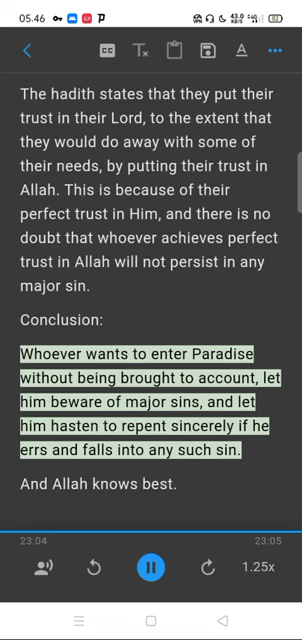 05.46
43.0
KB/S
82
CC
The hadith states that they put their
trust in their Lord, to the extent that
they would do away with some of
their needs, by putting their trust in
Allah. This is because of their
perfect trust in Him, and there is no
doubt that whoever achieves perfect
trust in Allah will not persist in any
major sin.
Conclusion:
Whoever wants to enter Paradise
without being brought to account, let
him beware of major sins, and let
him hasten to repent sincerely if he
errs and falls into any such sin.
And Allah knows best.
23:04
23:05
1.25x